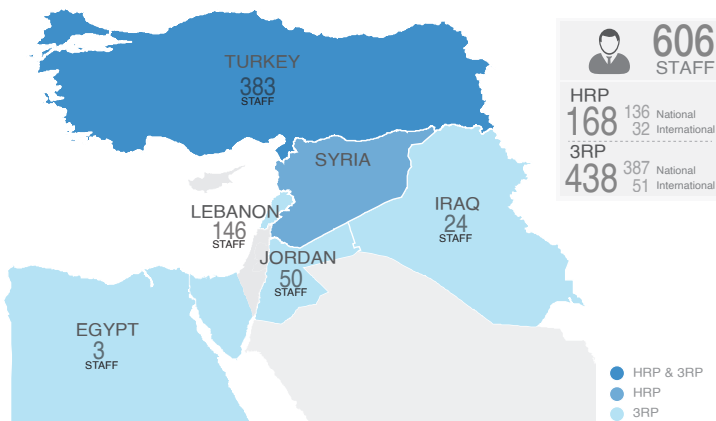 TURKEY
383
STAFF
SYRIA
LEBANON
146
STAFF
IRAQ
24
STAFF
JORDAN
50
STAFF
EGYPT
3
STAFF
606
STAFF
HRP
168 136 National
32 International
3RP
438 387 National
51 International
HRP & 3RP
HRP
3RP